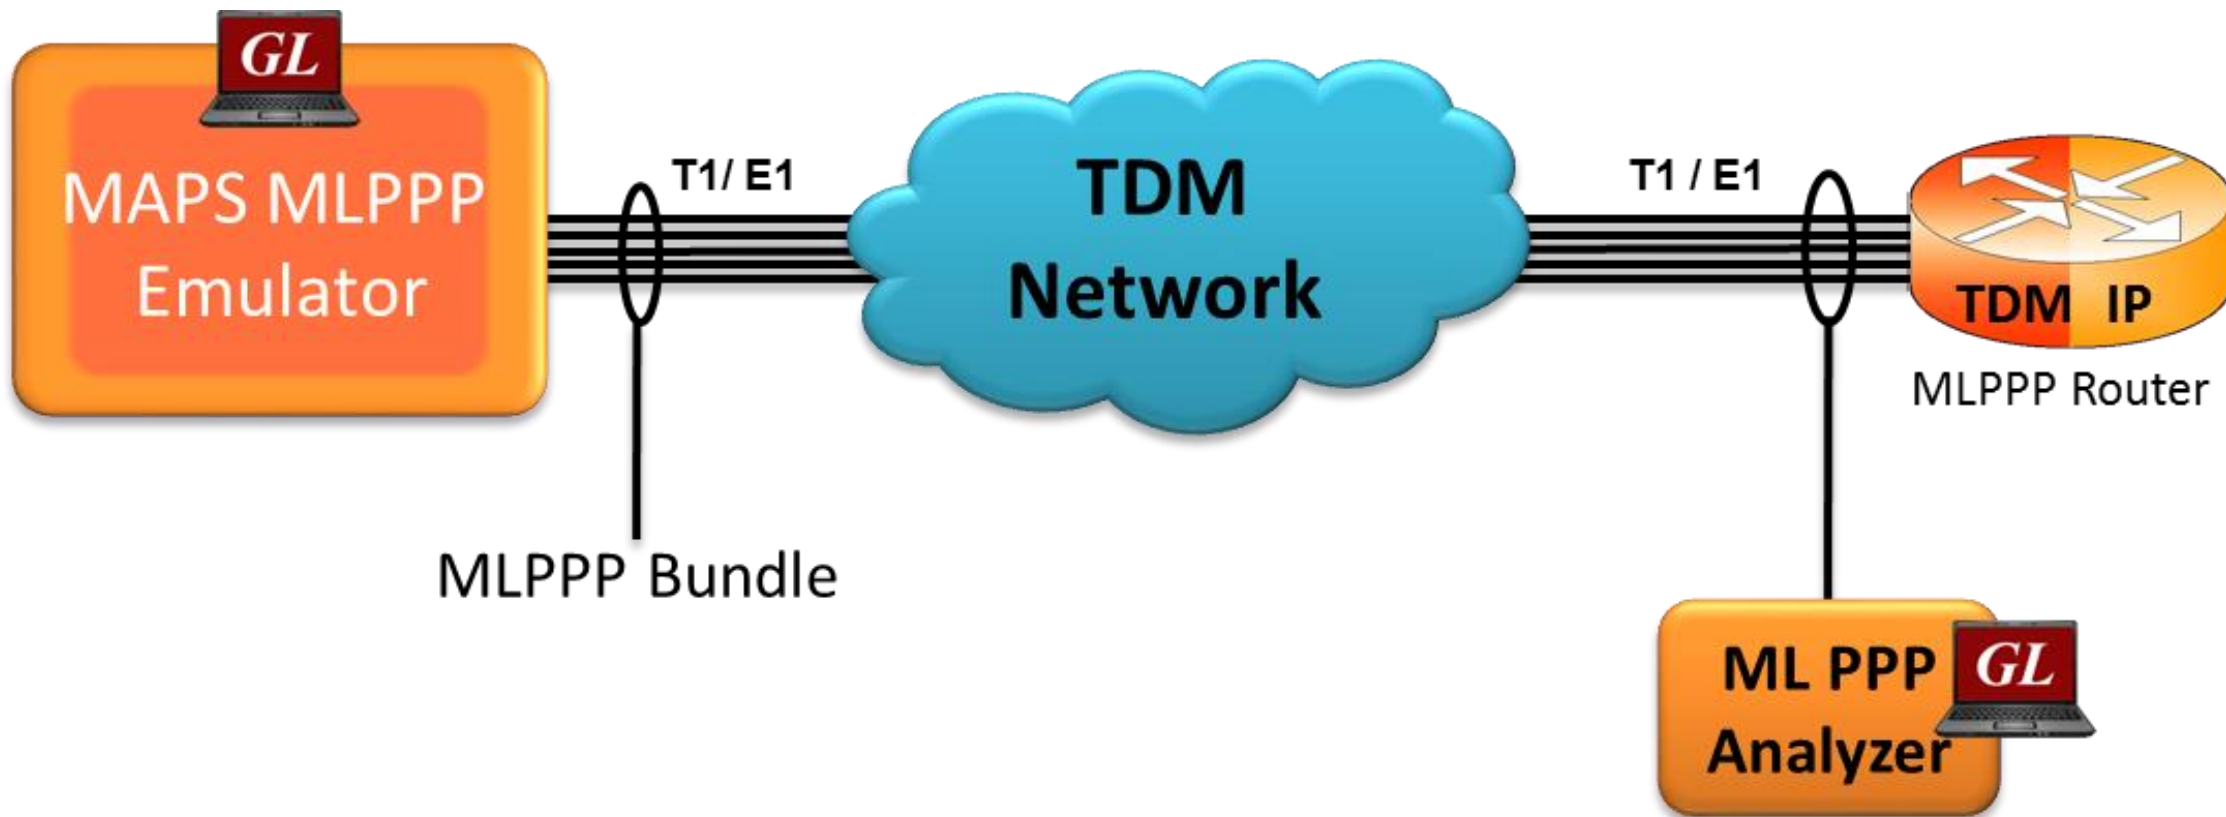 GL
MAPS MLPPP
Emulator
T1/ E1
MLPPP Bundle
TDM
Network
T1 / E1
TDM IP
MLPPP Router
ML PPP
Analyzer
GL